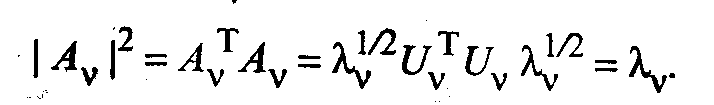 |A_ν|² = A_ν^T A_ν = λ_ν^{1/2} U_ν^T U_ν λ_ν^{1/2} = λ_ν.